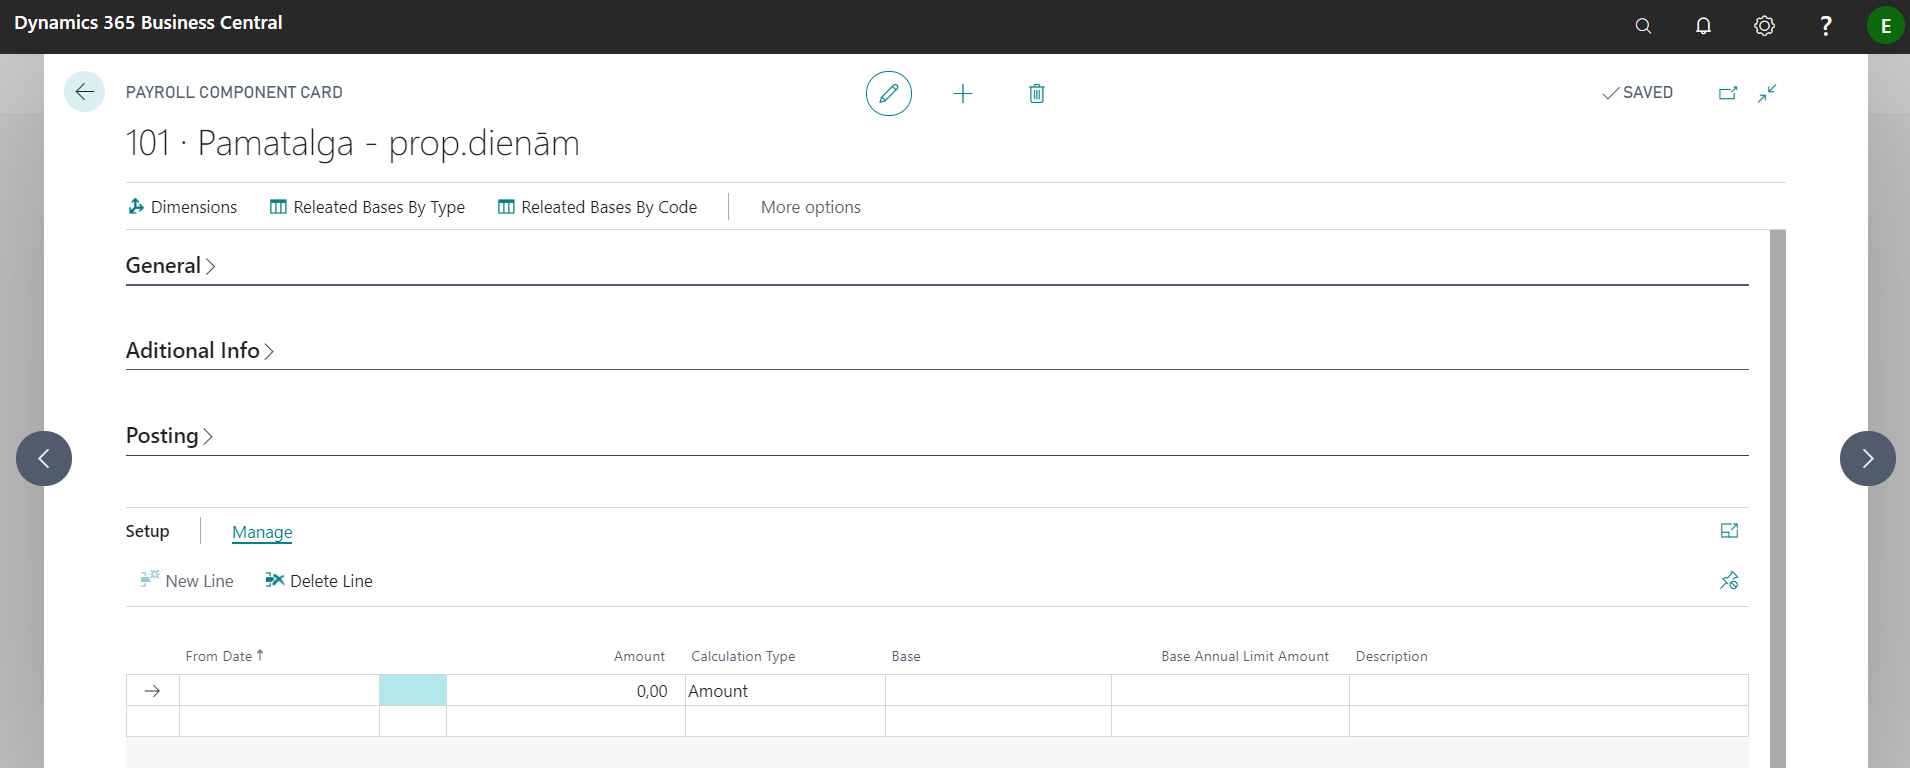 Dynamics 365 Business Central
? E
PAYROLL COMPONENT CARD
SAVED
101 · Pamatalga - prop.dienām
Dimensions Releated Bases By Type Releated Bases By Code More options
General
Aditional Info
Posting
Setup Manage
New Line Delete Line
From Date ↑ Amount Calculation Type Base Base Annual Limit Amount Description
0,00 Amount